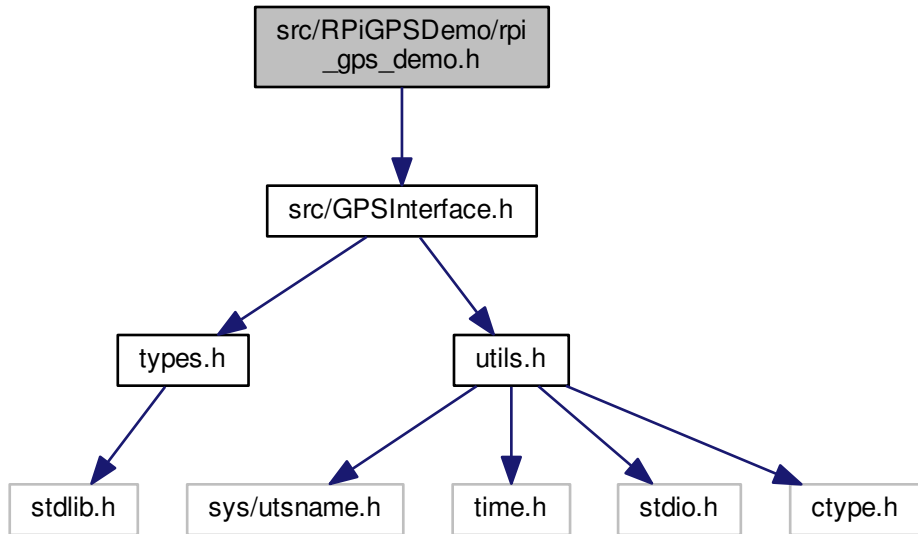 src/RPiGPSDemo/rpi
_gps_demo.h
src/GPSInterface.h
types.h
utils.h
stdlib.h
sys/utsname.h
time.h
stdio.h
ctype.h